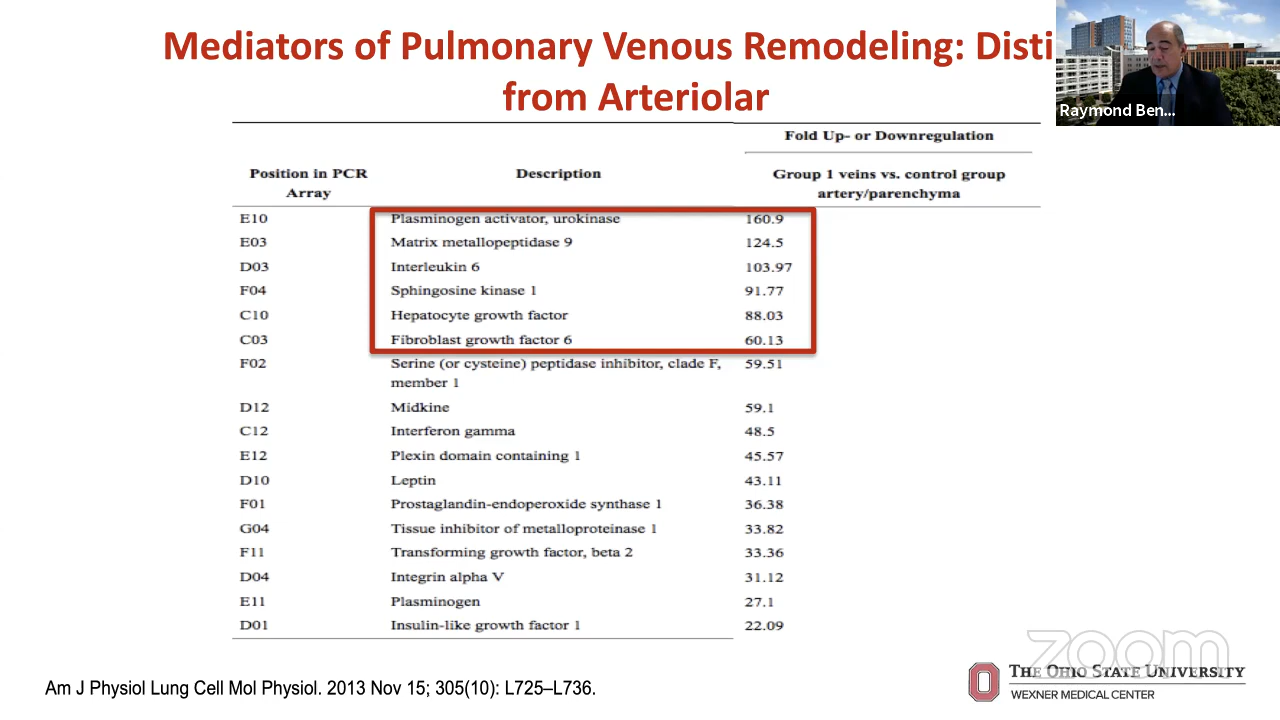 Mediators of Pulmonary Venous Remodeling: Disti
from Arteriolar
Raymond Ben...
Fold Up- or Downregulation
Position in PCR Array Description Group 1 veins vs. control group artery/parenchyma
E10 Plasminogen activator, urokinase 160.9
E03 Matrix metallopeptidase 9 124.5
D03 Interleukin 6 103.97
F04 Sphingosine kinase 1 91.77
C10 Hepatocyte growth factor 88.03
C03 Fibroblast growth factor 6 60.13
F02 Serine (or cysteine) peptidase inhibitor, clade F, 59.51
member 1
D12 Midkine 59.1
C12 Interferon gamma 48.5
E12 Plexin domain containing 1 45.57
D10 Leptin 43.11
F01 Prostaglandin-endoperoxide synthase 1 36.38
G04 Tissue inhibitor of metalloproteinase 1 33.82
F11 Transforming growth factor, beta 2 33.36
D04 Integrin alpha V 31.12
E11 Plasminogen 27.1
D01 Insulin-like growth factor 1 22.09
zoom
THE OHIO STATE UNIVERSITY
WEXNER MEDICAL CENTER
Am J Physiol Lung Cell Mol Physiol. 2013 Nov 15; 305(10): L725–L736.